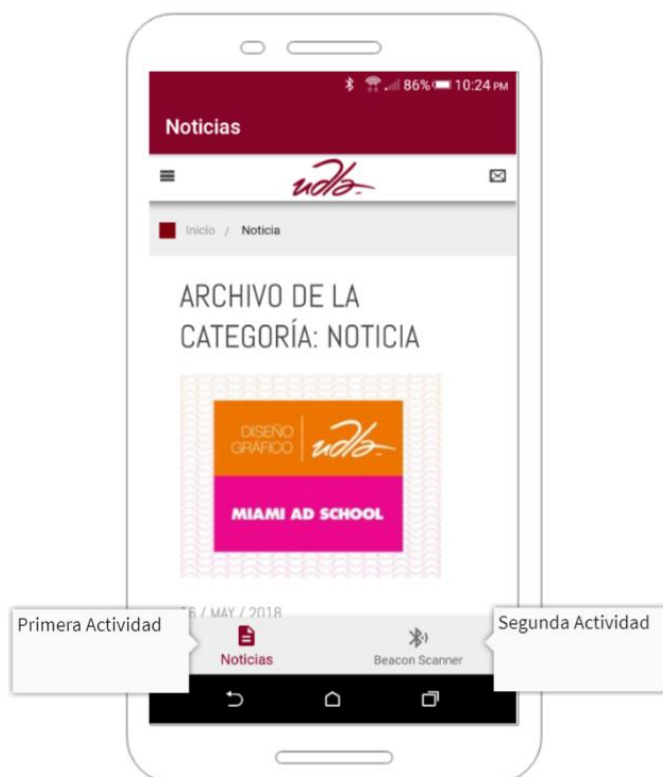 86% 10:24 PM
Noticias
udla-
Inicio / Noticia
ARCHIVO DE LA
CATEGORÍA: NOTICIA
DISEÑO
GRÁFICO
udla-
MIAMI AD SCHOOL
/ MAY / 2018
Primera Actividad
Segunda Actividad
Noticias
Beacon Scanner